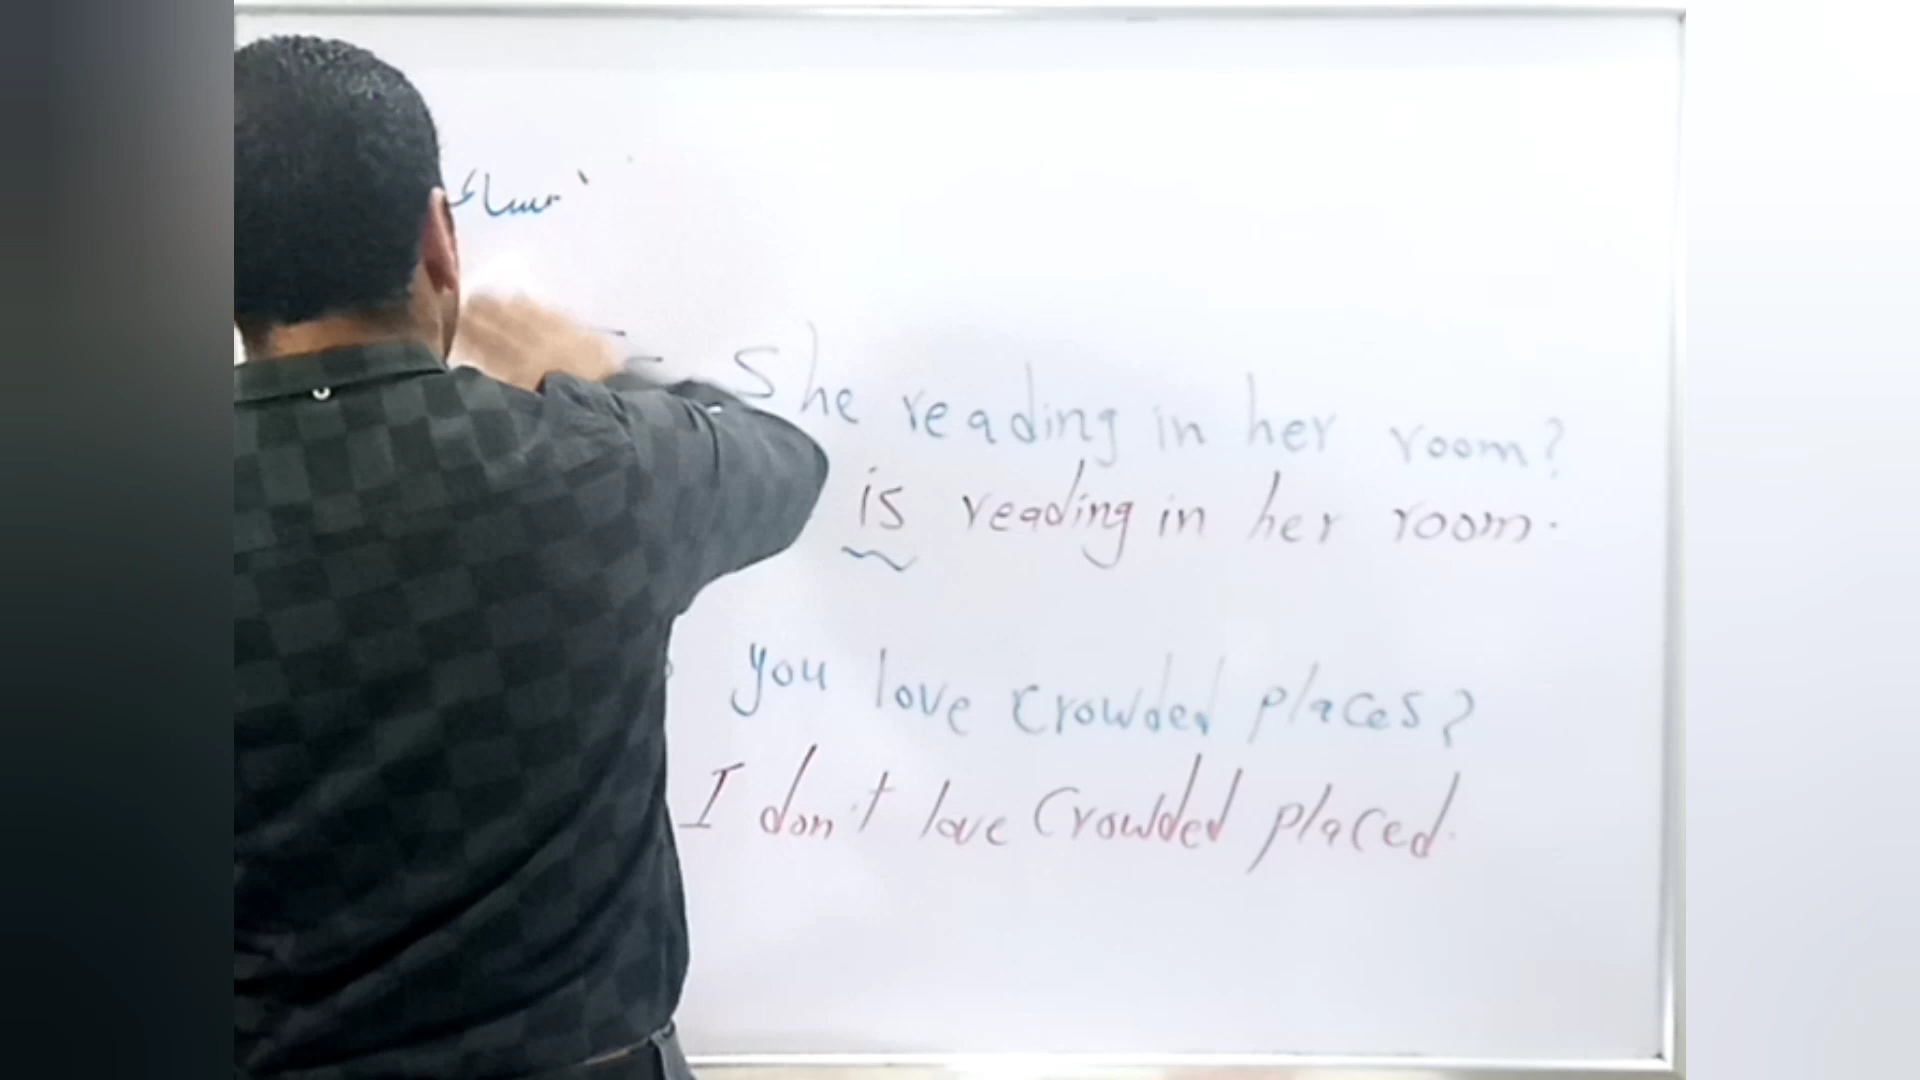 She reading in her room?
is reading in her room.
you love crowded places?
I don't love crowded placed.